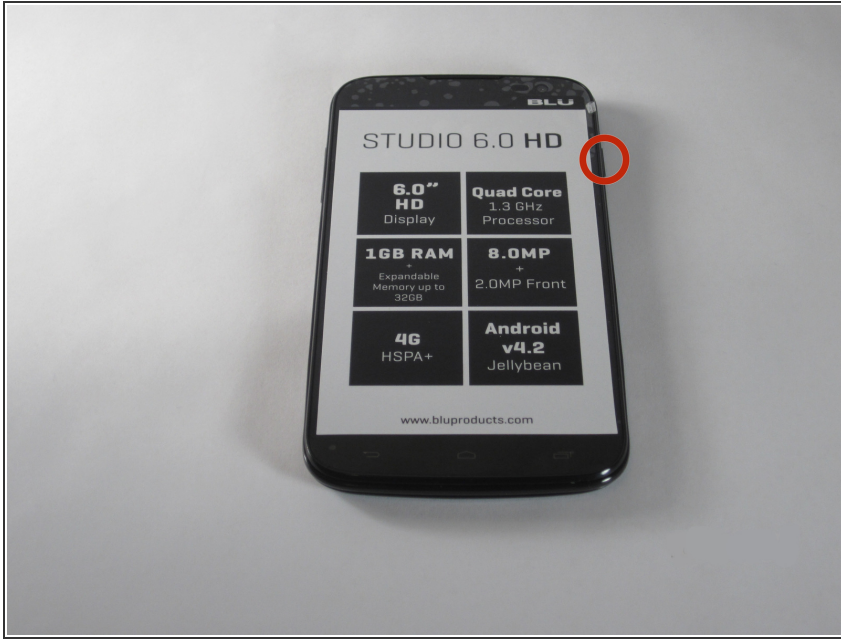 BLU
STUDIO 6.0 HD
6.0"
HD
Display
Quad Core
1.3 GHz
Processor
1GB RAM
+
Expandable
Memory up to
32GB
8.0MP
+
2.0MP Front
4G
HSPA+
Android
v4.2
Jellybean
www.bluproducts.com